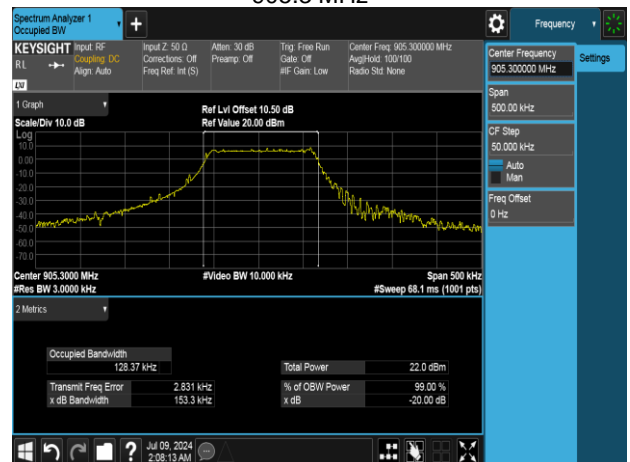 905.3 MHz
Spectrum Analyzer 1
Occupied BW
Frequency
KEYSIGHT
RL
LXI
Input: RF
Coupling: DC
Align: Auto
Input Z: 50 Ω
Corrections: Off
Freq Ref: Int (S)
Atten: 30 dB
Preamp: Off
Trig: Free Run
Gate: Off
#IF Gain: Low
Center Freq: 905.300000 MHz
Avg|Hold: 100/100
Radio Std: None
Center Frequency
905.300000 MHz
Settings
Span
500.00 kHz
CF Step
50.000 kHz
Auto
Man
Freq Offset
0 Hz
1 Graph
Scale/Div 10.0 dB
Ref Lvl Offset 10.50 dB
Ref Value 20.00 dBm
Log
10.0
0.00
-10.0
-20.0
-30.0
-40.0
-50.0
-60.0
-70.0
Center 905.3000 MHz
#Video BW 10.000 kHz
Span 500 kHz
#Res BW 3.0000 kHz
#Sweep 68.1 ms (1001 pts)
2 Metrics
Occupied Bandwidth
128.37 kHz
Total Power 22.0 dBm
Transmit Freq Error 2.831 kHz
% of OBW Power 99.00 %
x dB Bandwidth 153.3 kHz
x dB -20.00 dB
?
Jul 09, 2024
2:08:13 AM